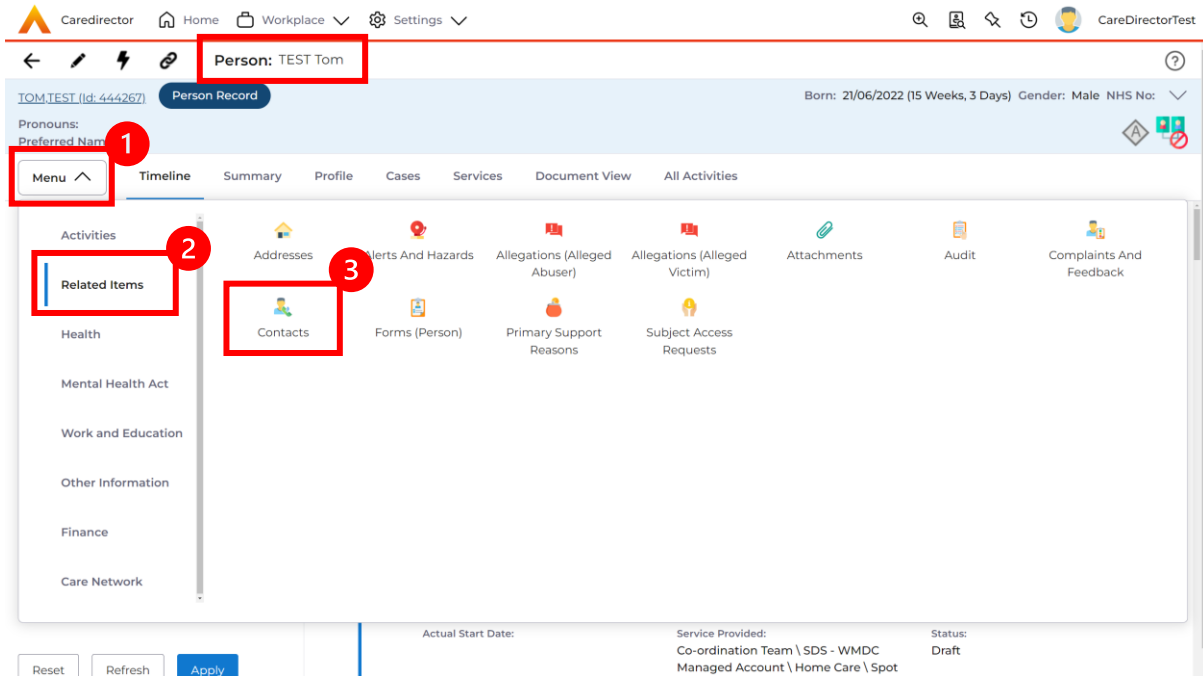 Caredirector Home Workplace Settings CareDirectorTest
Person: TEST Tom
TOM,TEST (Id: 444267) Person Record Born: 21/06/2022 (15 Weeks, 3 Days) Gender: Male NHS No:
Pronouns:
A
Preferred Nam
1
Menu Timeline Summary Profile Cases Services Document View All Activities
Activities
2
Related Items
Health
Mental Health Act
Work and Education
Other Information
Finance
Care Network
3
Addresses
Alerts And Hazards
Allegations (Alleged
Abuser)
Allegations (Alleged
Victim)
Attachments
Audit
Complaints And
Feedback
Contacts
Forms (Person)
Primary Support
Reasons
Subject Access
Requests
Actual Start Date:
Service Provided:
Co-ordination Team \ SDS - WMDC
Managed Account \ Home Care \ Spot
Status:
Draft
Reset Refresh Apply